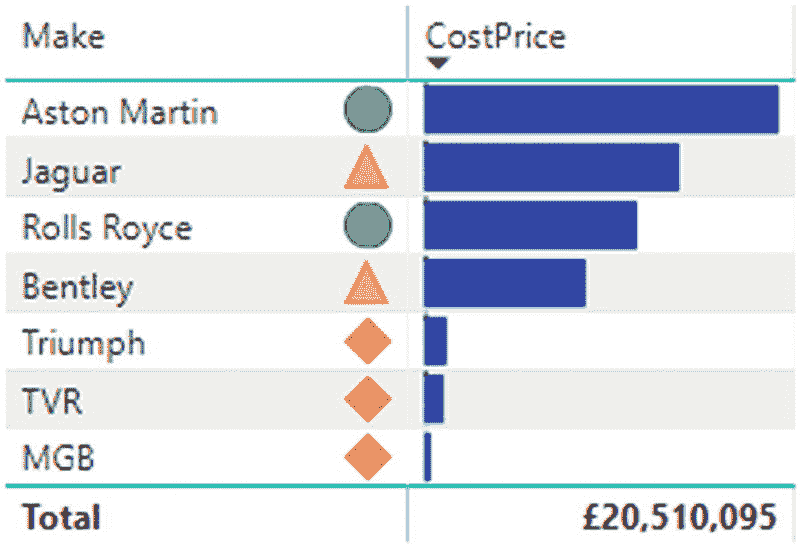 Make CostPrice
Aston Martin
Jaguar
Rolls Royce
Bentley
Triumph
TVR
MGB
Total £20,510,095